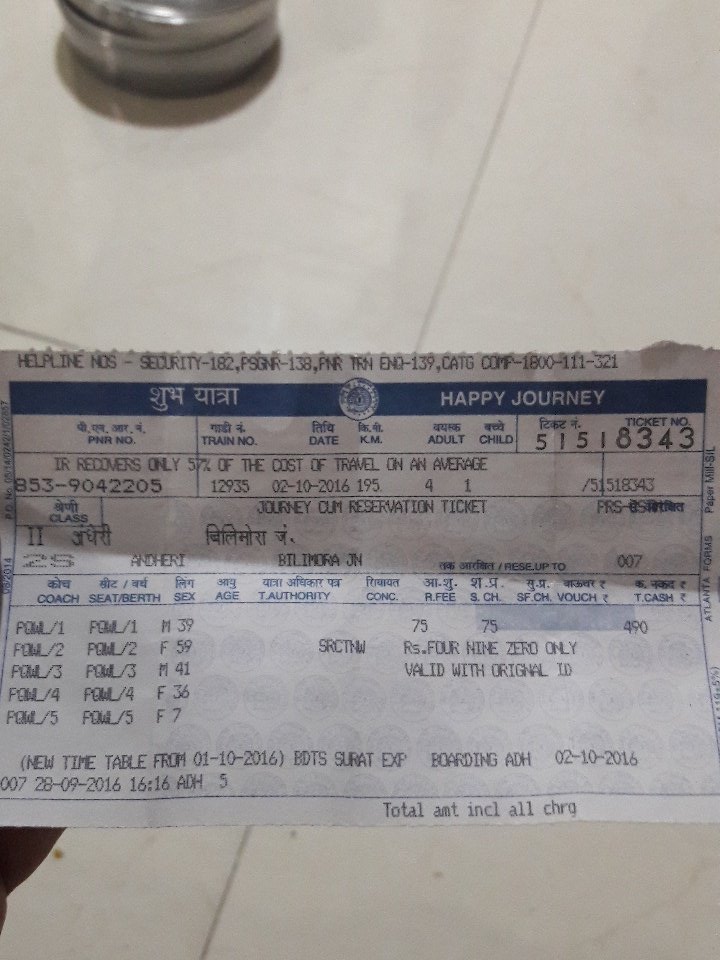 HELPLINE NOS - SECURITY-182,PSGNR-138,PNR TRN ENQ-139,CATG COMP-1800-111-321
शुभ यात्रा HAPPY JOURNEY
पी.एन.आर.नं. गाड़ी नं. तिथि कि.मी. वयस्क बच्चे टिकट नं. TICKET NO.
PNR NO. TRAIN NO. DATE K.M. ADULT CHILD 51518343
IR RECOVERS ONLY 57% OF THE COST OF TRAVEL ON AN AVERAGE
853-9042205 12935 02-10-2016 195 4 1 /51518343
श्रेणी JOURNEY CUM RESERVATION TICKET
CLASS
II अंधेरी बिलिमोरा जं.
2S ANDHERI BILIMORA JN तक आरक्षित / RESE.UP TO 007
कोच सीट / बर्थ लिंग आयु यात्रा अधिकार पत्र रियायत आ.शु. श.प्र. सु.प्र. वाऊचर ₹ क. नकद ₹
COACH SEAT/BERTH SEX AGE T.AUTHORITY CONC. R.FEE S. CH. SF.CH. VOUCH ₹ T.CASH ₹
PQWL/1 PQWL/1 M 39 75 75 490
PQWL/2 PQWL/2 F 59 SRCTNW Rs.FOUR NINE ZERO ONLY
PQWL/3 PQWL/3 M 41 VALID WITH ORIGNAL ID
PQWL/4 PQWL/4 F 36
PQWL/5 PQWL/5 F 7
(NEW TIME TABLE FROM 01-10-2016) BDTS SURAT EXP BOARDING ADH 02-10-2016
007 28-09-2016 16:16 ADH 5
Total amt incl all chrg
ATLANTA FORMS